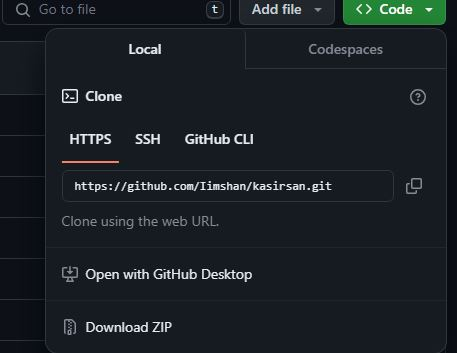 Go to file
t
Add file
Code
Local
Codespaces
Clone
HTTPS
SSH
GitHub CLI
https://github.com/Iimshan/kasirsan.git
Clone using the web URL.
Open with GitHub Desktop
Download ZIP